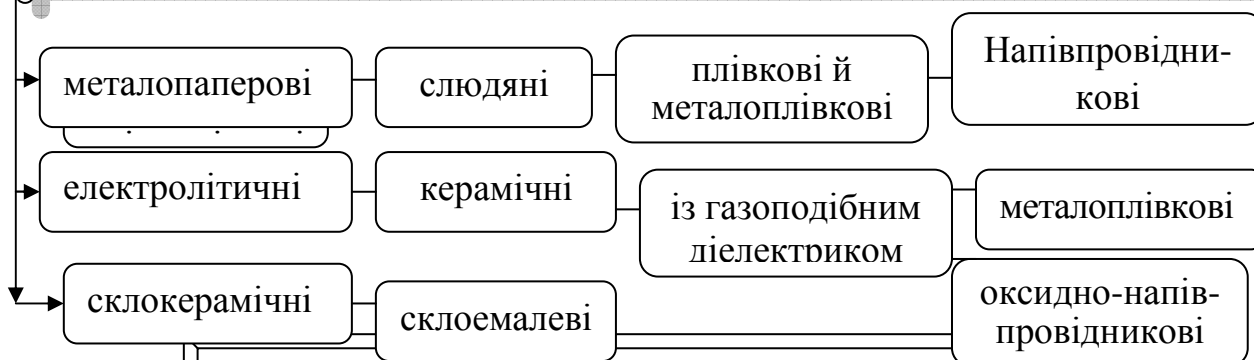 металопаперові
слюдяні
плівкові й
металоплівкові
Напівпровідни-
кові
електролітичні
керамічні
із газоподібним
діелектриком
металоплівкові
склокерамічні
склоемалеві
оксидно-напів-
провідникові